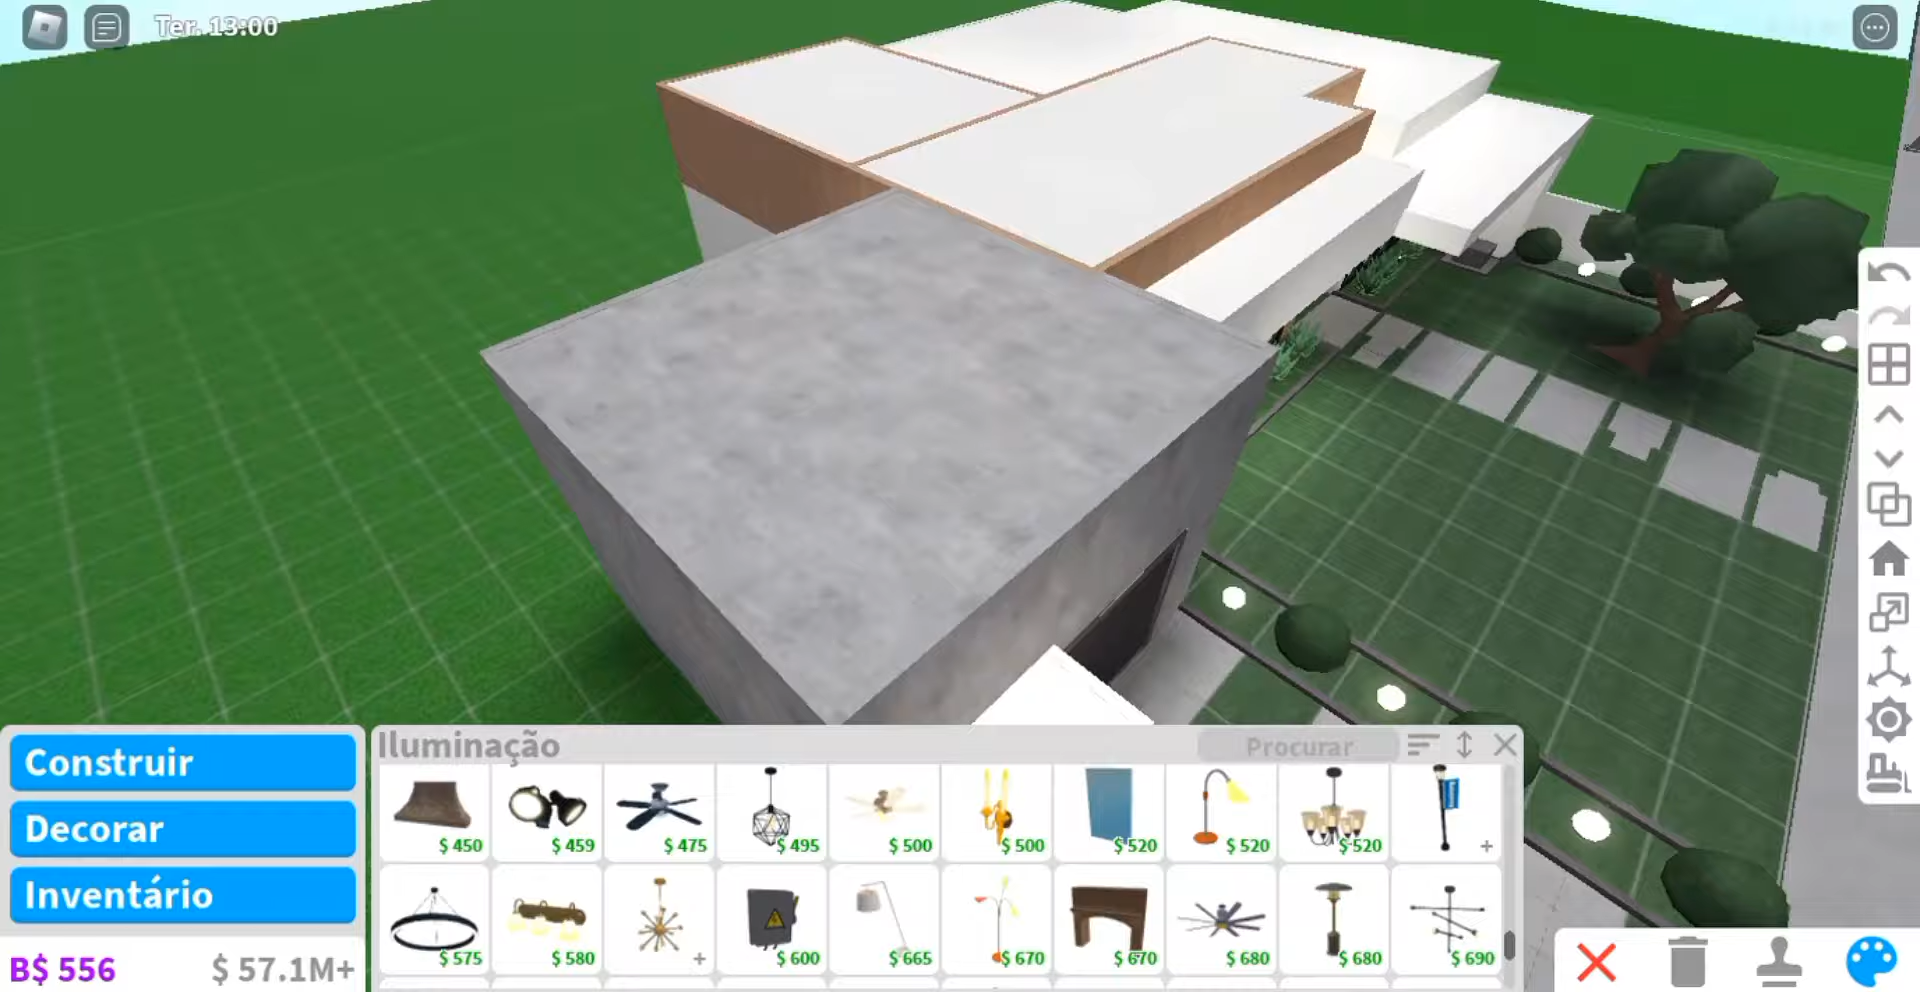 Ter. 13:00
Construir
Decorar
Inventário
B$ 556
$ 57.1M+
Iluminação
Procurar
$ 450
$ 459
$ 475
$ 495
$ 500
$ 500
$ 520
$ 520
$ 520
+
$ 575
$ 580
+
$ 600
$ 665
$ 670
$ 670
$ 680
$ 680
$ 690